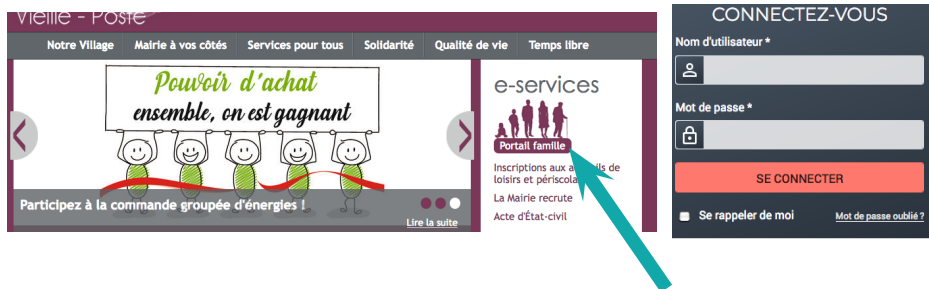 Vieille - Poste
Notre Village Mairie à vos côtés Services pour tous Solidarité Qualité de vie Temps libre
Pouvoir d'achat
ensemble, on est gagnant
Participez à la commande groupée d'énergies !
Lire la suite
e-services
Portail famille
Inscriptions aux de
loisirs et
La Mairie recrute
Acte d'État-civil
CONNECTEZ-VOUS
Nom d'utilisateur *
Mot de passe *
SE CONNECTER
Se rappeler de moi Mot de passe oublié ?